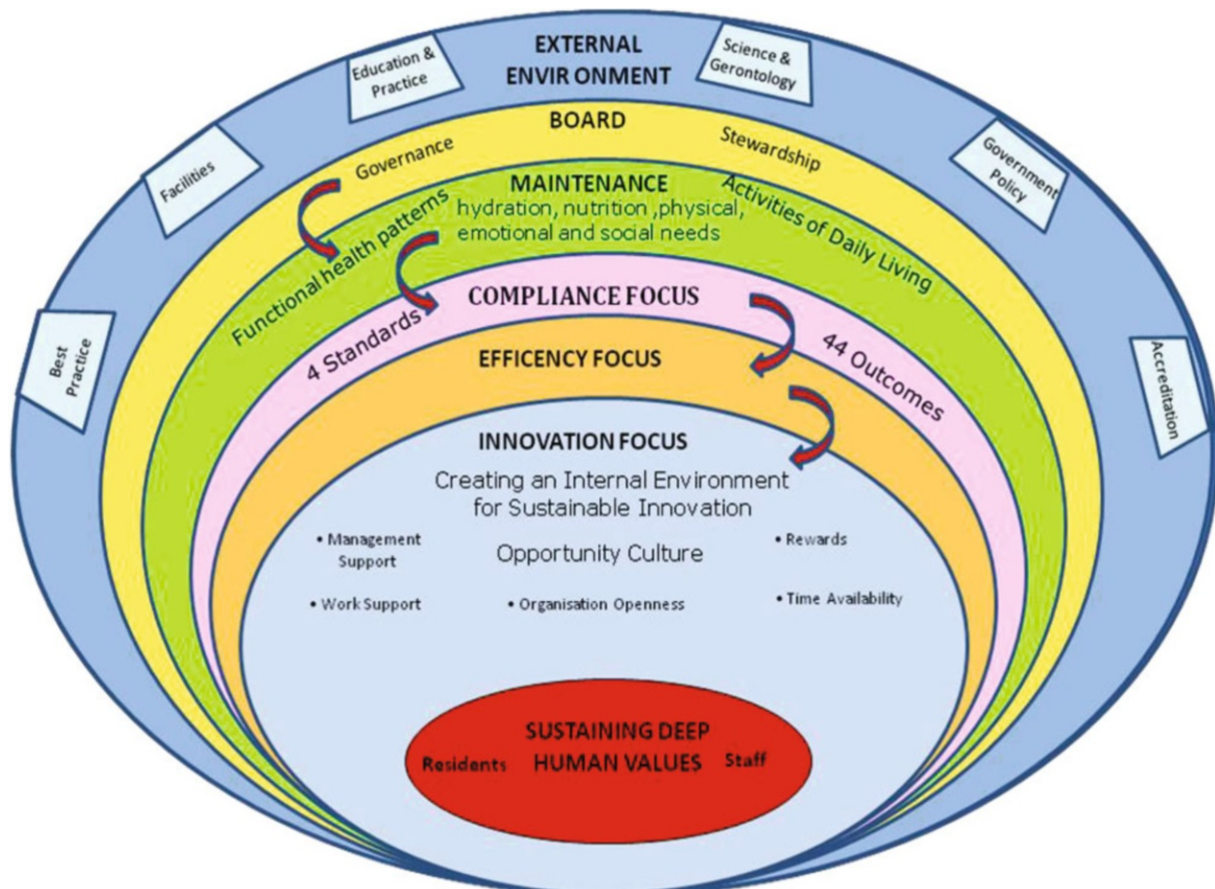 EXTERNAL
ENVIRONMENT
Education &
Practice
Science &
Gerontology
Facilities
Government
Policy
Best
Practice
Accreditation
BOARD
Governance
Stewardship
MAINTENANCE
hydration, nutrition ,physical,
emotional and social needs
Functional health patterns
Activities of Daily Living
COMPLIANCE FOCUS
4 Standards
44 Outcomes
EFFICENCY FOCUS
INNOVATION FOCUS
Creating an Internal Environment
for Sustainable Innovation
• Management
Support
Opportunity Culture
• Rewards
• Work Support
• Organisation Openness
• Time Availability
SUSTAINING DEEP
Residents HUMAN VALUES Staff